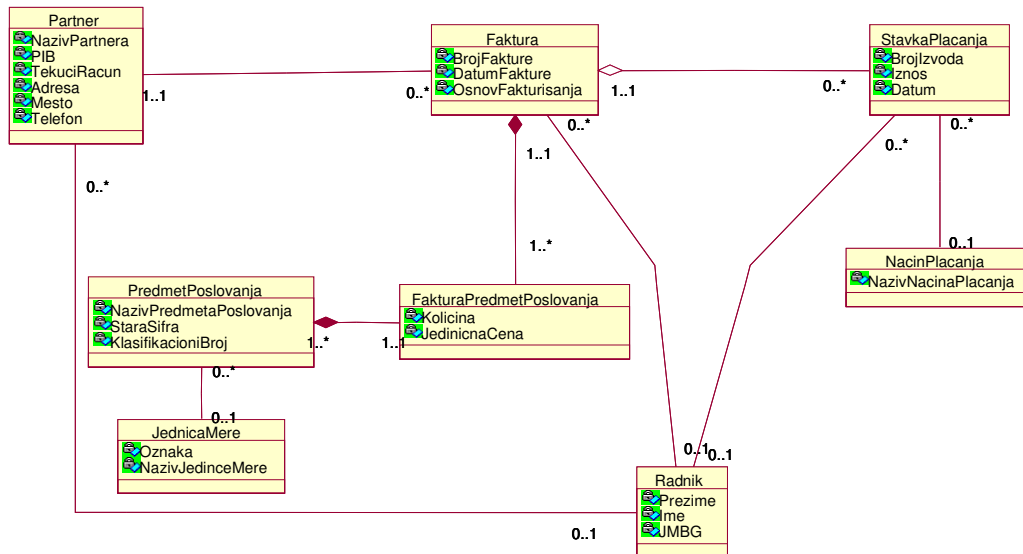 Partner
NazivPartnera
PIB
TekuciRacun
Adresa
Mesto
Telefon
1..1
0..*
Faktura
BrojFakture
DatumFakture
OsnovFakturisanja
0..*
1..1
0..*
1..1
1..*
StavkaPlacanja
BrojIzvoda
Iznos
Datum
0..*
0..*
0..*
0..1
NacinPlacanja
NazivNacinaPlacanja
PredmetPoslovanja
NazivPredmetaPoslovanja
StaraSifra
KlasifikacioniBroj
1..*
1..1
0..*
0..1
FakturaPredmetPoslovanja
Kolicina
JedinicnaCena
JednicaMere
Oznaka
NazivJedinceMere
0..1
0..1
Radnik
Prezime
Ime
JMBG
0..1